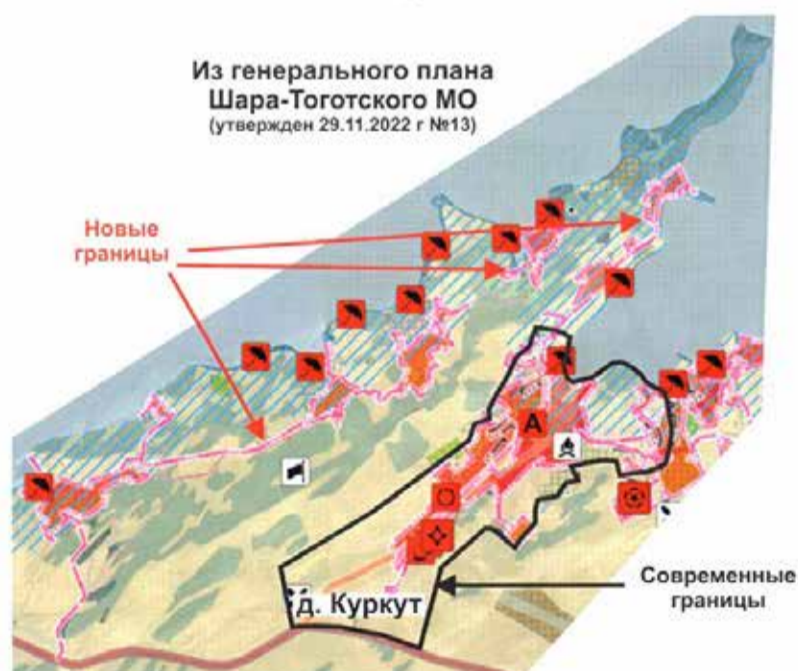 Из генерального плана
Шара-Тоготского МО
(утвержден 29.11.2022 г №13)
Новые
границы
А
д. Куркут
Современные
границы